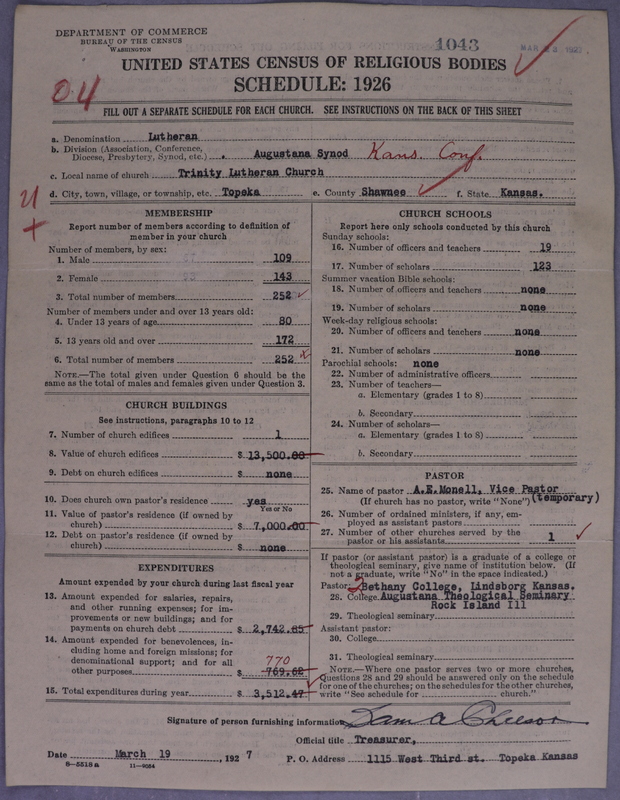 DEPARTMENT OF COMMERCE
BUREAU OF THE CENSUS
WASHINGTON
1043
UNITED STATES CENSUS OF RELIGIOUS BODIES
SCHEDULE: 1926
04
FILL OUT A SEPARATE SCHEDULE FOR EACH CHURCH. SEE INSTRUCTIONS ON THE BACK OF THIS SHEET
a. Denomination Lutheran
b. Division (Association, Conference,
Diocese, Presbytery, Synod, etc.) Augustana Synod Kans. Conf.
c. Local name of church Trinity Lutheran Church
d. City, town, village, or township, etc. Topeka e. County Shawnee f. State Kansas.
MEMBERSHIP
Report number of members according to definition of
member in your church
Number of members, by sex:
1. Male 109
2. Female 143
3. Total number of members 252
Number of members under and over 13 years old:
4. Under 13 years of age 80
5. 13 years old and over 172
6. Total number of members 252
NOTE.—The total given under Question 6 should be
same as the total of males and females given under Question 3.
CHURCH BUILDINGS
See instructions, paragraphs 10 to 12
7. Number of church edifices 1
8. Value of church edifices $ 13,500.00
9. Debt on church edifices $ none
10. Does church own pastor's residence yes
Yes or No
11. Value of pastor's residence (if owned by
church) $ 7,000.00
12. Debt on pastor's residence (if owned by
church) $ none
EXPENDITURES
Amount expended by your church during last fiscal year
13. Amount expended for salaries, repairs,
and other running expenses; for im-
provements or new buildings; and for
payments on church debt $ 2,742.85
14. Amount expended for benevolences, in-
cluding home and foreign missions; for
denominational support; and for all
other purposes $ 769.62
770
15. Total expenditures during year $ 3,512.47
CHURCH SCHOOLS
Report here only schools conducted by this church
Sunday schools:
16. Number of officers and teachers 19
17. Number of scholars 123
Summer vacation Bible schools:
18. Number of officers and teachers none
19. Number of scholars none
Week-day religious schools:
20. Number of officers and teachers none
21. Number of scholars none
Parochial schools: none
22. Number of administrative officers
23. Number of teachers—
a. Elementary (grades 1 to 8)
b. Secondary
24. Number of scholars—
a. Elementary (grades 1 to 8)
b. Secondary
PASTOR
25. Name of pastor A.E.Monell, Vice Pastor
(If church has no pastor, write "None") (temporary)
26. Number of ordained ministers, if any, em-
ployed as assistant pastors
27. Number of other churches served by the
pastor or his assistants 1
If pastor (or assistant pastor) is a graduate of a college or
theological seminary, give name of institution below. (If
not a graduate, write "No" in the space indicated.)
Pastor: Bethany College, Lindsborg Kansas.
28. College Augustana Theological Seminary
Rock Island Ill
29. Theological seminary
Assistant pastor:
30. College
31. Theological seminary
NOTE.—Where one pastor serves two or more churches,
Questions 28 and 29 should be answered only on the schedule
for one of the churches; on the schedules for the other churches,
write "See schedule for church."
Signature of person furnishing information
Official title Treasurer,
Date March 19, 1927 P. O. Address 1115 West Third st. Topeka Kansas
8—5518a 11—9034